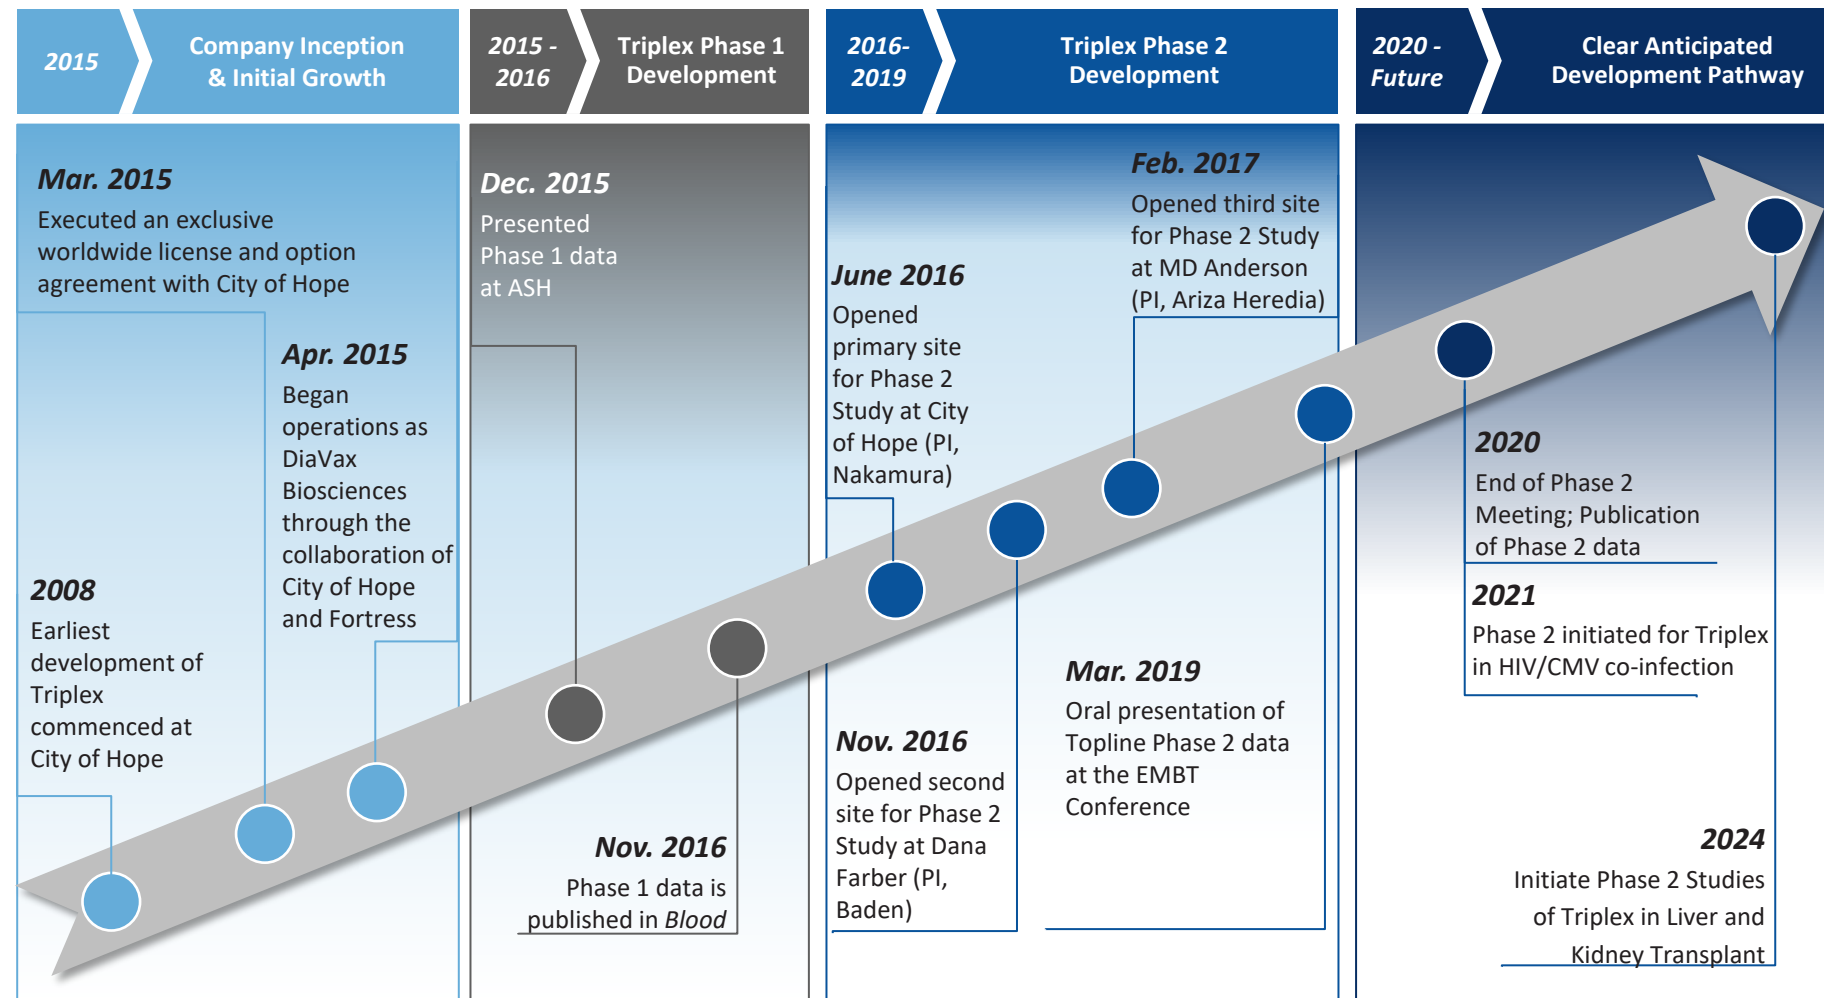 2015
Company Inception
& Initial Growth
2015 -
2016
Triplex Phase 1
Development
2016-
2019
Triplex Phase 2
Development
2020 -
Future
Clear Anticipated
Development Pathway
Mar. 2015
Executed an exclusive
worldwide license and option
agreement with City of Hope
Apr. 2015
Began
operations as
DiaVax
Biosciences
through the
collaboration of
City of Hope
and Fortress
2008
Earliest
development of
Triplex
commenced at
City of Hope
Dec. 2015
Presented
Phase 1 data
at ASH
Nov. 2016
Phase 1 data is
published in Blood
June 2016
Opened
primary site
for Phase 2
Study at City
of Hope (PI,
Nakamura)
Nov. 2016
Opened second
site for Phase 2
Study at Dana
Farber (PI,
Baden)
Feb. 2017
Opened third site
for Phase 2 Study
at MD Anderson
(PI, Ariza Heredia)
Mar. 2019
Oral presentation of
Topline Phase 2 data
at the EMBT
Conference
2020
End of Phase 2
Meeting; Publication
of Phase 2 data
2021
Phase 2 initiated for Triplex
in HIV/CMV co-infection
2024
Initiate Phase 2 Studies
of Triplex in Liver and
Kidney Transplant